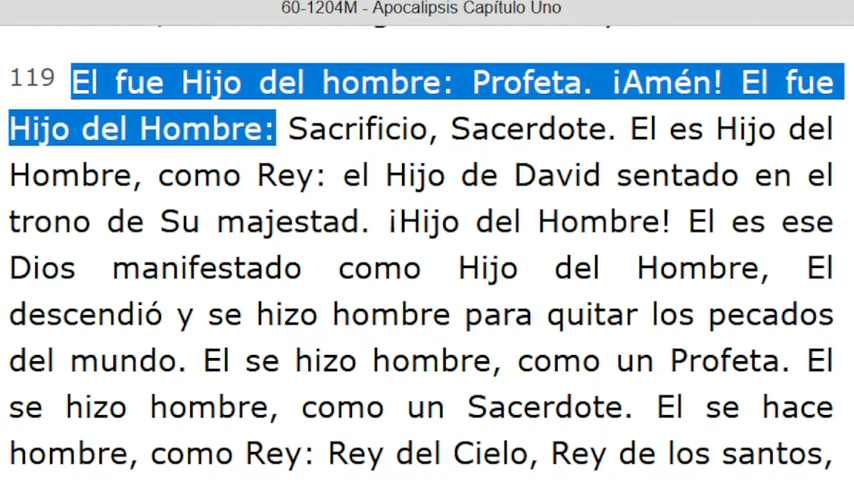 60-1204M - Apocalipsis Capítulo Uno
119 El fue Hijo del hombre: Profeta. ¡Amén! El fue
Hijo del Hombre: Sacrificio, Sacerdote. El es Hijo del
Hombre, como Rey: el Hijo de David sentado en el
trono de Su majestad. ¡Hijo del Hombre! El es ese
Dios manifestado como Hijo del Hombre, El
descendió y se hizo hombre para quitar los pecados
del mundo. El se hizo hombre, como un Profeta. El
se hizo hombre, como un Sacerdote. El se hace
hombre, como Rey: Rey del Cielo, Rey de los santos,